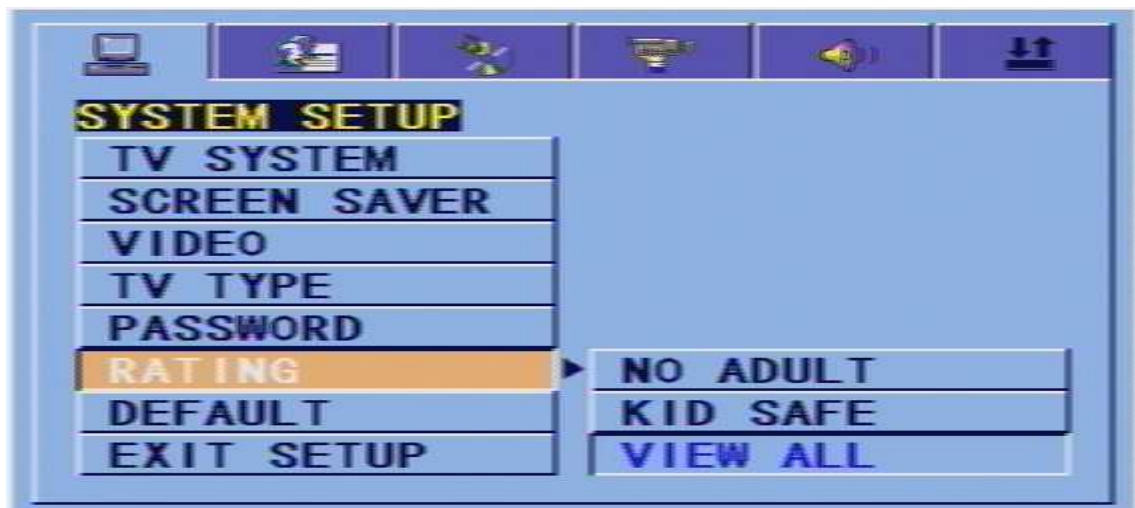 SYSTEM SETUP
TV SYSTEM
SCREEN SAVER
VIDEO
TV TYPE
PASSWORD
RATING
NO ADULT
DEFAULT
KID SAFE
EXIT SETUP
VIEW ALL